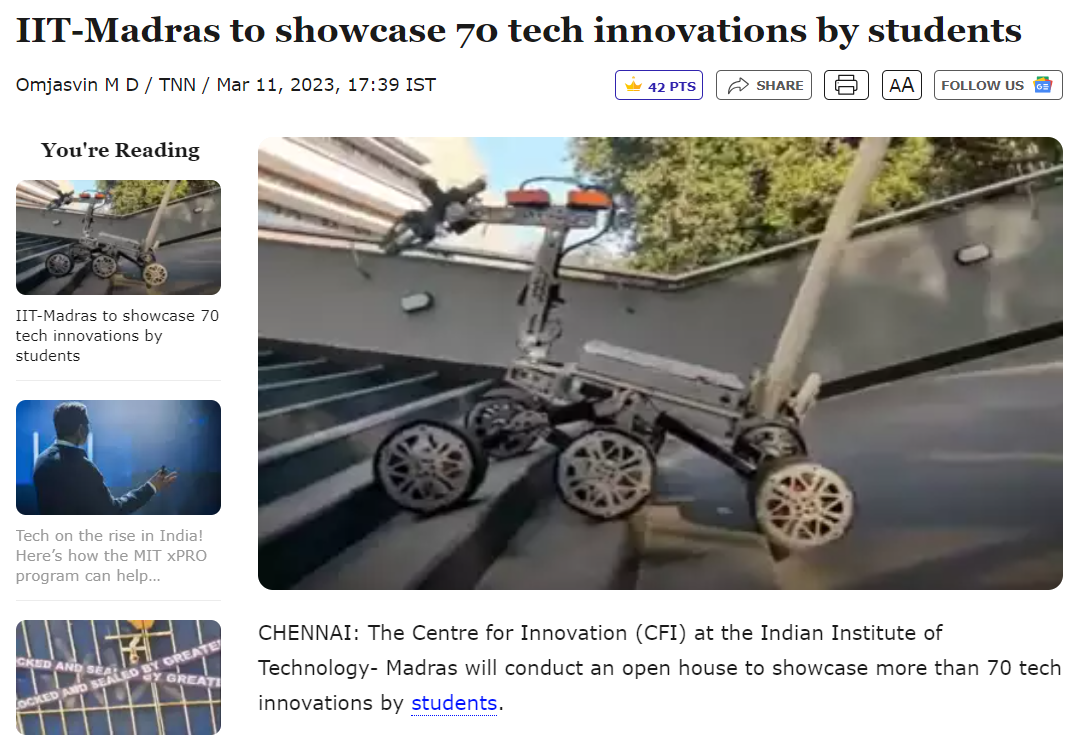 IIT-Madras to showcase 70 tech innovations by students
Omjasvin M D / TNN / Mar 11, 2023, 17:39 IST
42 PTS
SHARE
AA
FOLLOW US
You're Reading
IIT-Madras to showcase 70
tech innovations by
students
Tech on the rise in India!
Here’s how the MIT xPRO
program can help...
CKED AND SEALED BY GREATE
OCKED AND SEALED BY GREATE
CHENNAI: The Centre for Innovation (CFI) at the Indian Institute of
Technology- Madras will conduct an open house to showcase more than 70 tech
innovations by students.